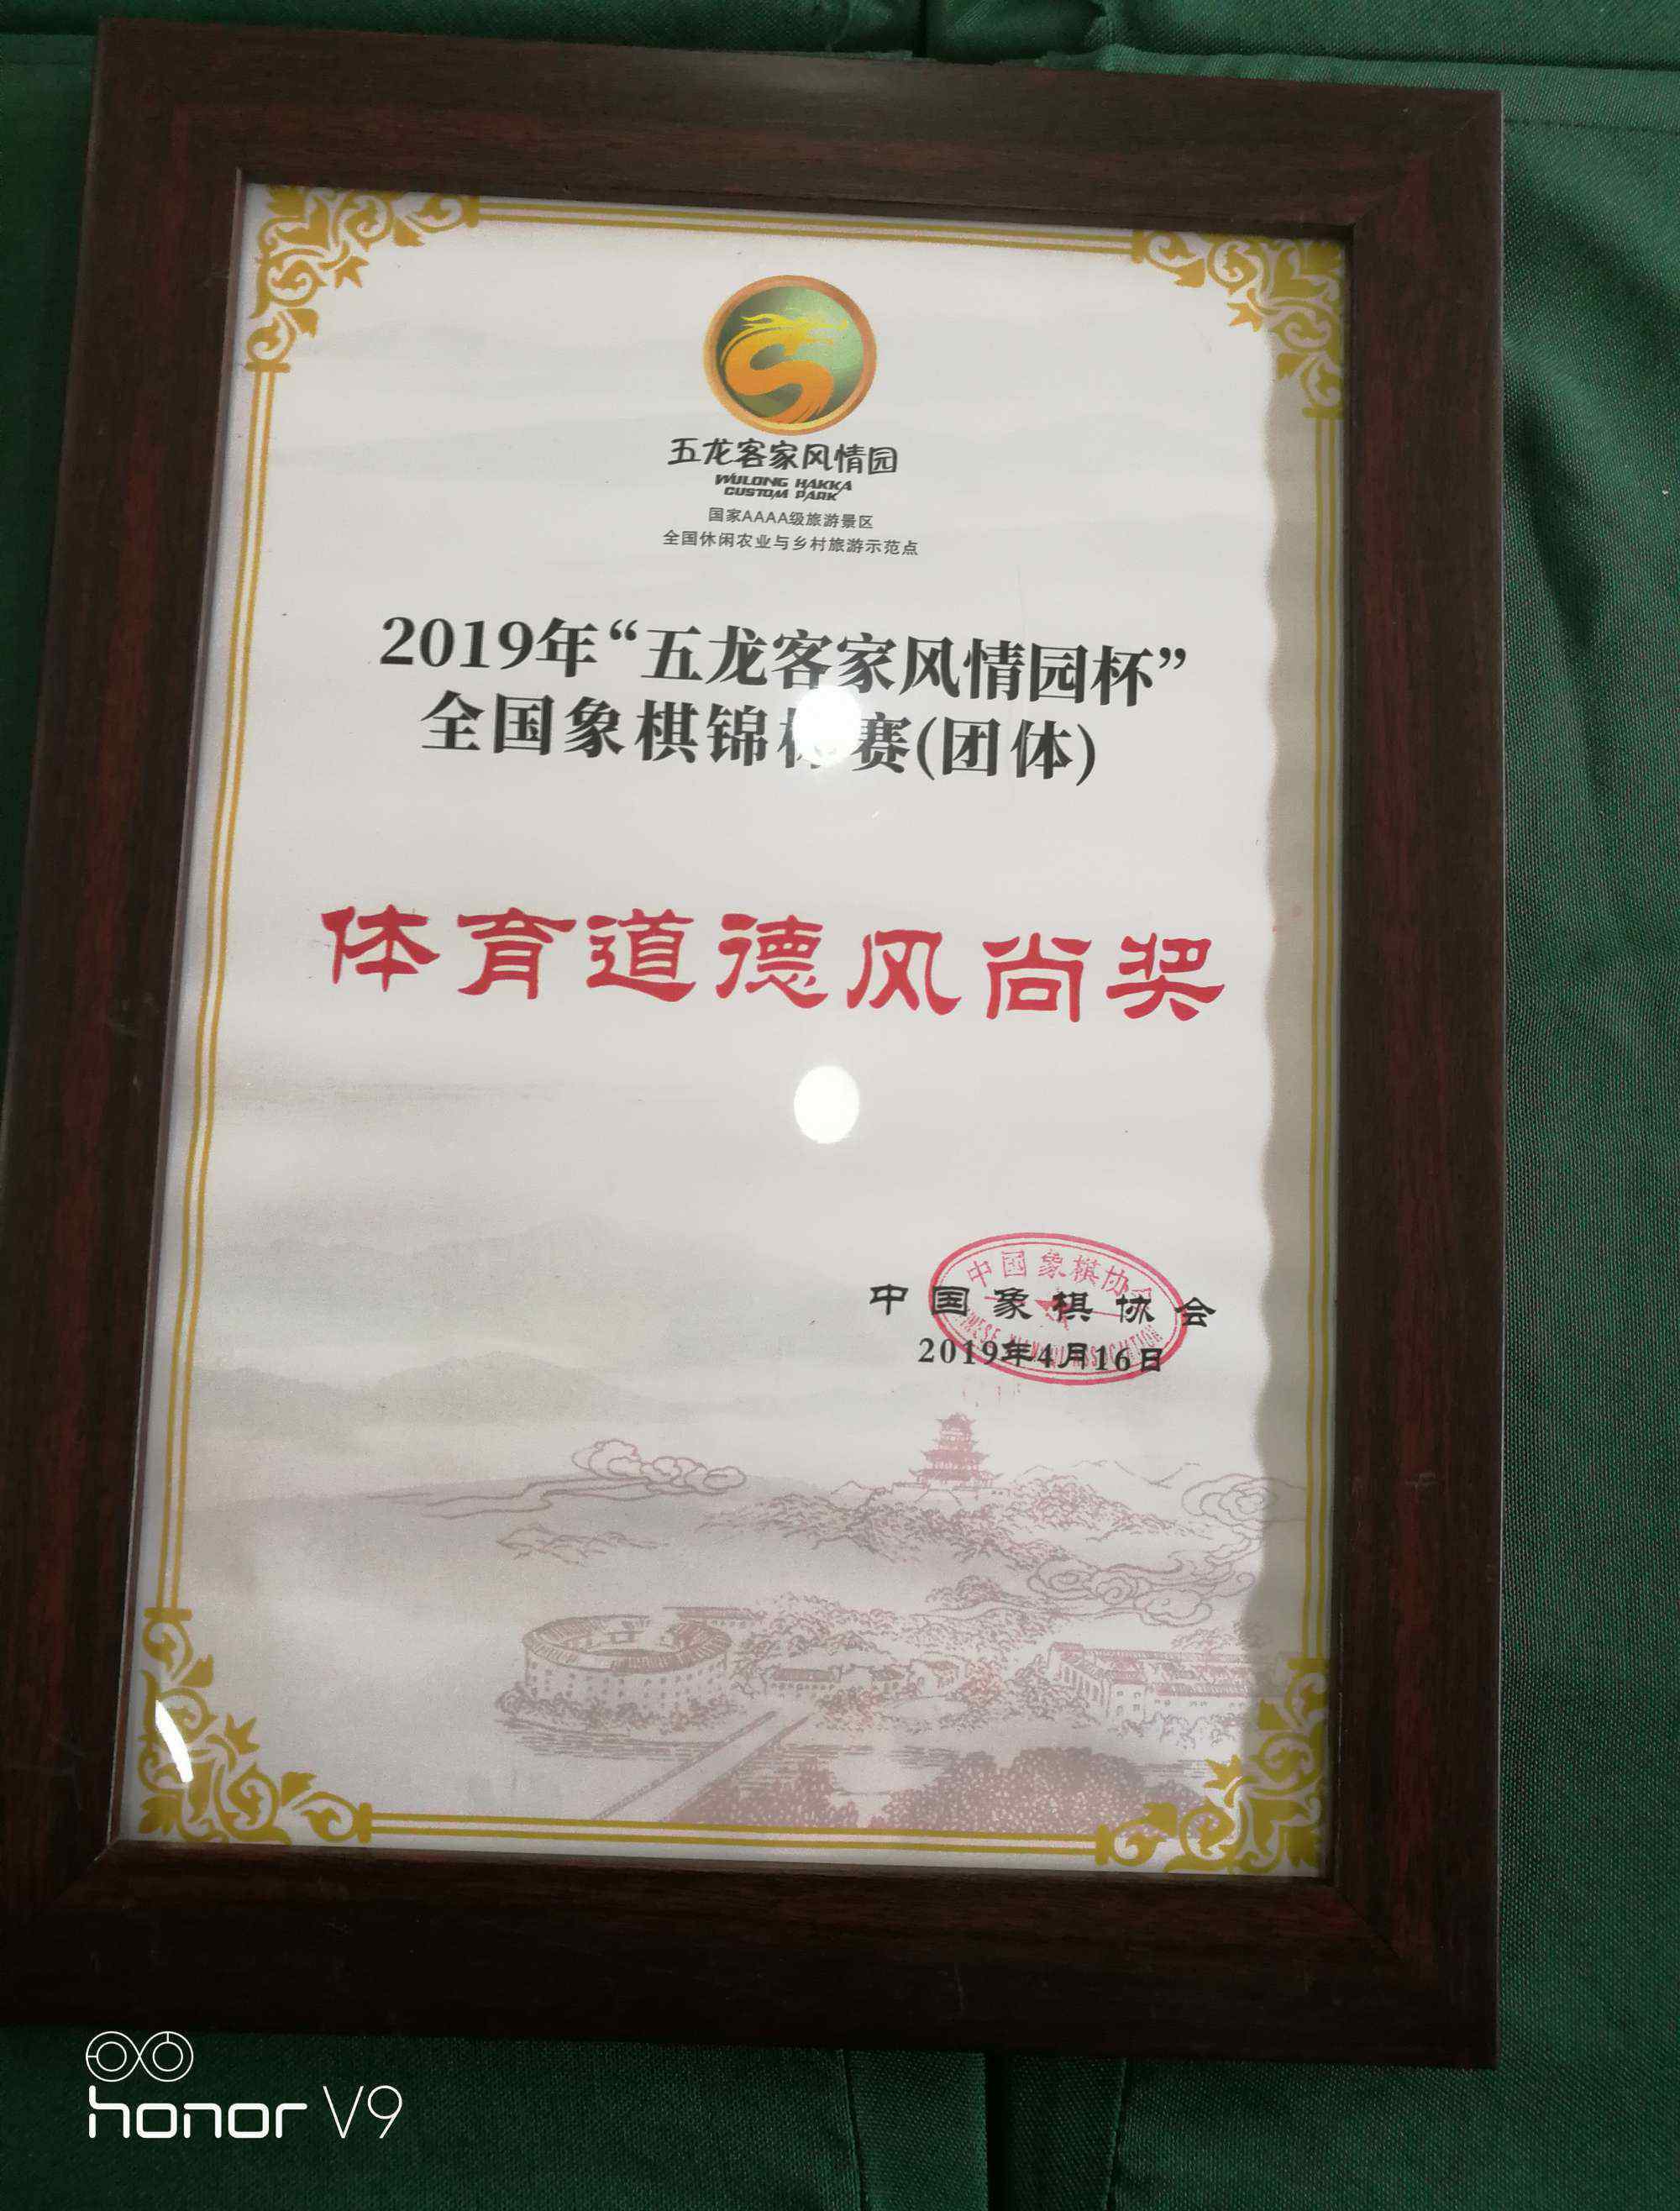 五龙客家风情园
WULONG HAKKA
CUSTOM PARK
国家AAAA级旅游景区
全国休闲农业与乡村旅游示范点
2019年“五龙客家风情园杯”
全国象棋锦标赛(团体)
体育道德风尚奖
中国象棋协会
中国象棋协会
2019年4月16日
honor V9